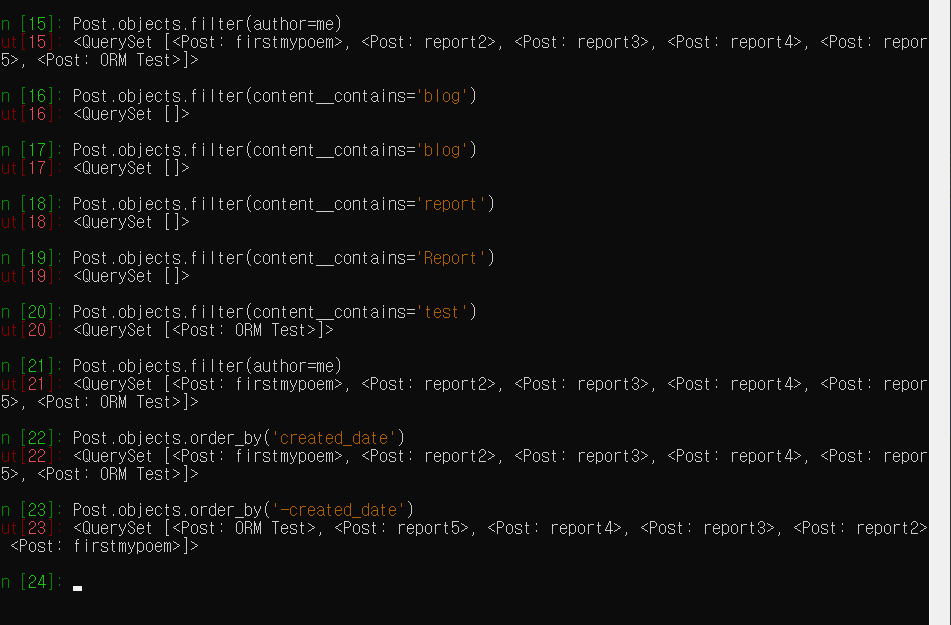 n [15]: Post.objects.filter(author=me)
ut[15]: <QuerySet [<Post: firstmypoem>, <Post: report2>, <Post: report3>, <Post: report4>, <Post: repor
5>, <Post: ORM Test>]>
n [16]: Post.objects.filter(content__contains='blog')
ut[16]: <QuerySet []>
n [17]: Post.objects.filter(content__contains='blog')
ut[17]: <QuerySet []>
n [18]: Post.objects.filter(content__contains='report')
ut[18]: <QuerySet []>
n [19]: Post.objects.filter(content__contains='Report')
ut[19]: <QuerySet []>
n [20]: Post.objects.filter(content__contains='test')
ut[20]: <QuerySet [<Post: ORM Test>]>
n [21]: Post.objects.filter(author=me)
ut[21]: <QuerySet [<Post: firstmypoem>, <Post: report2>, <Post: report3>, <Post: report4>, <Post: repor
5>, <Post: ORM Test>]>
n [22]: Post.objects.order_by('created_date')
ut[22]: <QuerySet [<Post: firstmypoem>, <Post: report2>, <Post: report3>, <Post: report4>, <Post: repor
5>, <Post: ORM Test>]>
n [23]: Post.objects.order_by('-created_date')
ut[23]: <QuerySet [<Post: ORM Test>, <Post: report5>, <Post: report4>, <Post: report3>, <Post: report2>
<Post: firstmypoem>]>
n [24]: